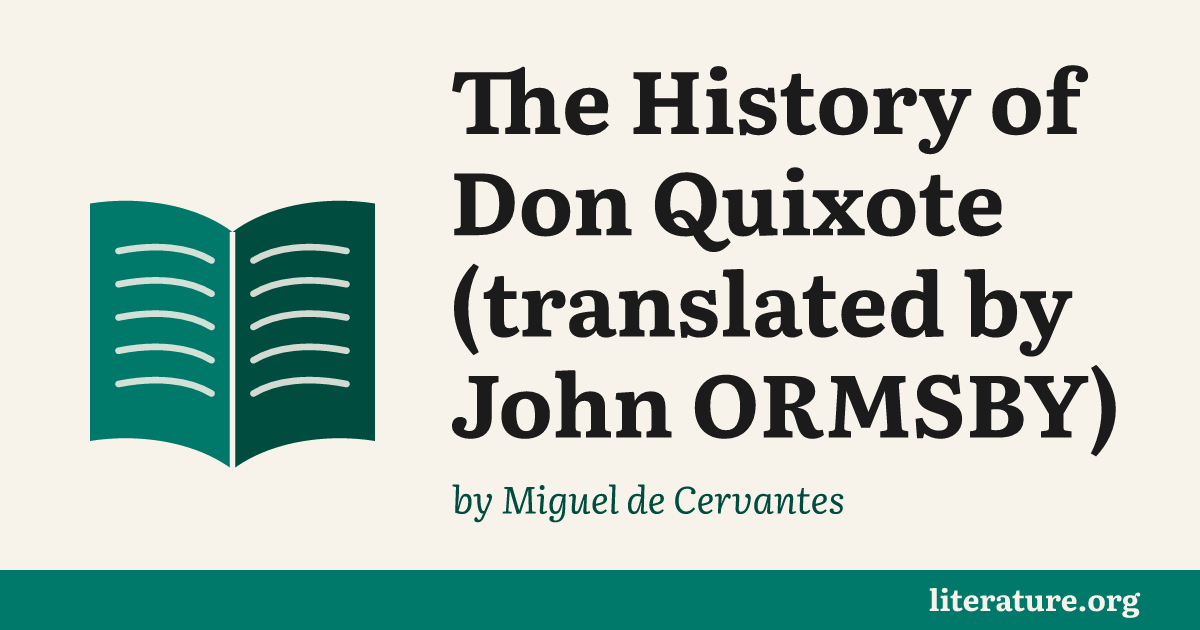 The History of
Don Quixote
(translated by
John ORMSBY)
by Miguel de Cervantes
literature.org